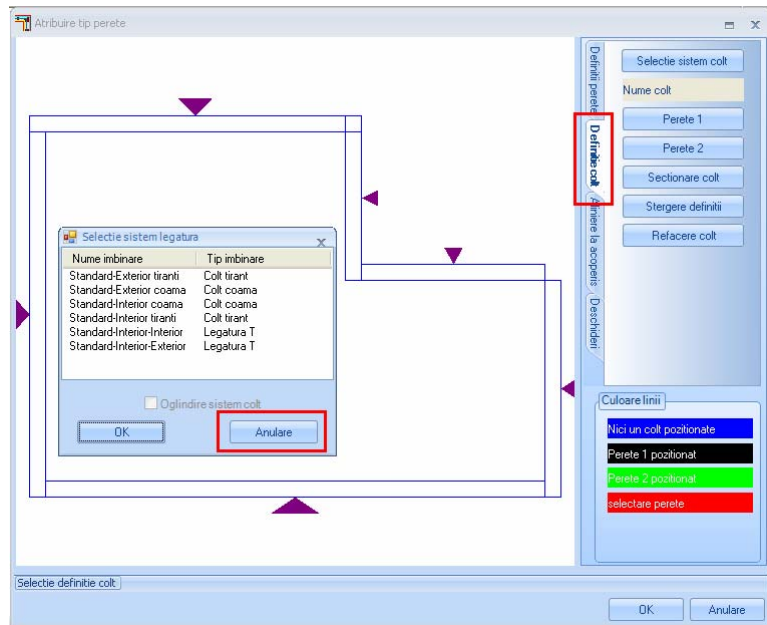 Atribuire tip perete
Definitii perete
Definitie colt
Aliniere la acoperis
Deschideri
Selectie sistem colt
Nume colt
Perete 1
Perete 2
Sectionare colt
Stergere definitii
Refacere colt
Selectie sistem legatura
Nume imbinare Tip imbinare
Standard-Exterior tiranti Colt tirant
Standard-Exterior coama Colt coama
Standard-Interior coama Colt coama
Standard-Interior tiranti Colt tirant
Standard-Interior-Interior Legatura T
Standard-Interior-Exterior Legatura T
Oglindire sistem colt
OK Anulare
Culoare linii
Nici un colt pozitionate
Perete 1 pozitionat
Perete 2 pozitionat
selectare perete
Selectie definitie colt
OK Anulare